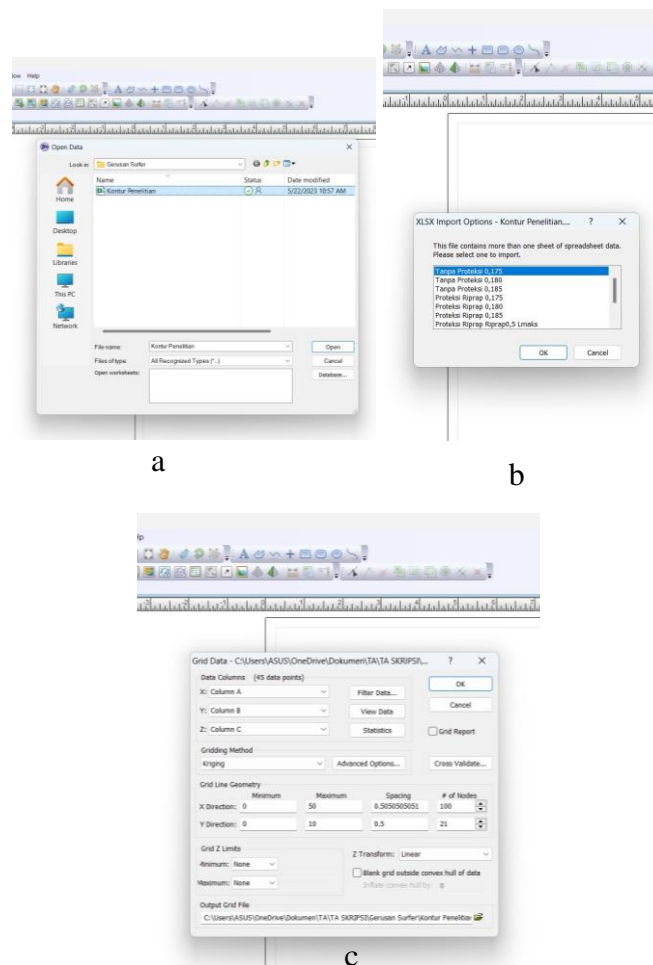 ow Help
Open Data
Look in: Gerusan Surfer
Name Status Date modified
Kontur Penelitian 5/22/2023 10:57 AM
Home
Desktop
Libraries
This PC
Network
File name: Kontur Penelitian Open
Files of type: All Recognized Types (*...) Cancel
Open worksheets: Database...
a
XLSX Import Options - Kontur Penelitian.... ? X
This file contains more than one sheet of spreadsheet data.
Please select one to import.
Tanpa Proteksi 0,175
Tanpa Proteksi 0,180
Tanpa Proteksi 0,185
Proteksi Riprap 0,175
Proteksi Riprap 0,180
Proteksi Riprap 0,185
Proteksi Riprap Riprap0,5 Lmaks
OK Cancel
b
Grid Data - C:\Users\ASUS\OneDrive\Dokumen\TA\TA SKRIPSI\... ? X
Data Columns (45 data points)
X: Column A Filter Data... OK
Y: Column B View Data Cancel
Z: Column C Statistics Grid Report
Gridding Method
Kriging Advanced Options... Cross Validate...
Grid Line Geometry
Minimum Maximum Spacing # of Nodes
X Direction: 0 50 0.5050505051 100
Y Direction: 0 10 0.5 21
Grid Z Limits
Minimum: None Z Transform: Linear
Maximum: None Blank grid outside convex hull of data
Inflate convex hull by: 0
Output Grid File
C:\Users\ASUS\OneDrive\Dokumen\TA\TA SKRIPSI\Gerusan Surfer\Kontur Penelitian
c